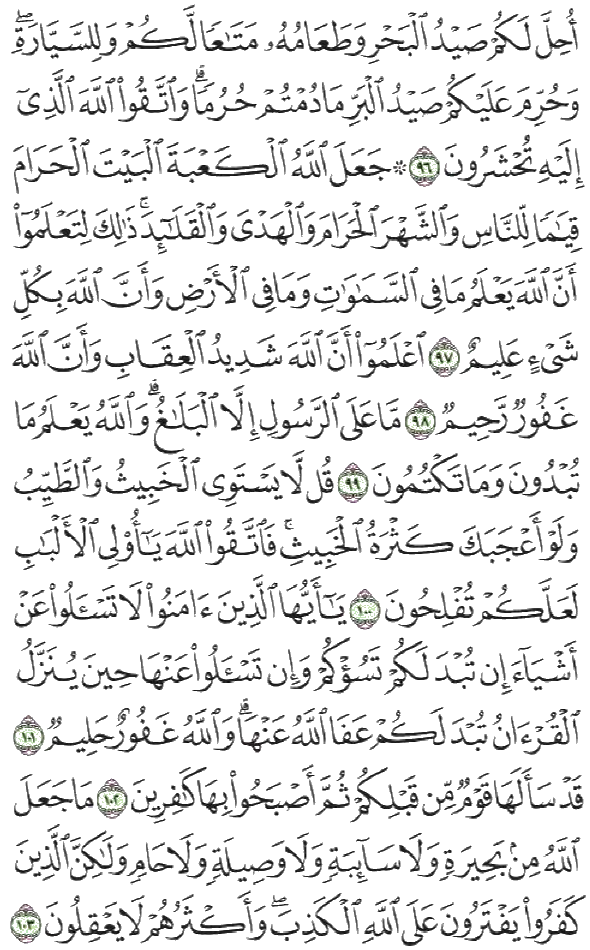 أُحِلَّ لَكُمْ صَيْدُ ٱلْبَحْرِ وَطَعَامُهُۥ مَتَٰعًا لَّكُمْ وَلِلسَّيَّارَةِۖ
وَحُرِّمَ عَلَيْكُمْ صَيْدُ ٱلْبَرِّ مَا دُمْتُمْ حُرُمًاۗ وَٱتَّقُوا۟ ٱللَّهَ ٱلَّذِىٓ
إِلَيْهِ تُحْشَرُونَ ٩٦ ۞ جَعَلَ ٱللَّهُ ٱلْكَعْبَةَ ٱلْبَيْتَ ٱلْحَرَامَ
قِيَٰمًا لِّلنَّاسِ وَٱلشَّهْرَ ٱلْحَرَامَ وَٱلْهَدْىَ وَٱلْقَلَٰٓئِدَۚ ذَٰلِكَ لِتَعْلَمُوٓا۟
أَنَّ ٱللَّهَ يَعْلَمُ مَا فِى ٱلسَّمَٰوَٰتِ وَمَا فِى ٱلْأَرْضِ وَأَنَّ ٱللَّهَ بِكُلِّ
شَىْءٍ عَلِيمٌ ٩٧ ٱعْلَمُوٓا۟ أَنَّ ٱللَّهَ شَدِيدُ ٱلْعِقَابِ وَأَنَّ ٱللَّهَ
غَفُورٌ رَّحِيمٌ ٩٨ مَّا عَلَى ٱلرَّسُولِ إِلَّا ٱلْبَلَٰغُۗ وَٱللَّهُ يَعْلَمُ مَا
تُبْدُونَ وَمَا تَكْتُمُونَ ٩٩ قُل لَّا يَسْتَوِى ٱلْخَبِيثُ وَٱلطَّيِّبُ
وَلَوْ أَعْجَبَكَ كَثْرَةُ ٱلْخَبِيثِۚ فَٱتَّقُوا۟ ٱللَّهَ يَٰٓأُو۟لِى ٱلْأَلْبَٰبِ
لَعَلَّكُمْ تُفْلِحُونَ ١٠٠ يَٰٓأَيُّهَا ٱلَّذِينَ ءَامَنُوا۟ لَا تَسْـَٔلُوا۟ عَنْ
أَشْيَآءَ إِن تُبْدَ لَكُمْ تَسُؤْكُمْ وَإِن تَسْـَٔلُوا۟ عَنْهَا حِينَ يُنَزَّلُ
ٱلْقُرْءَانُ تُبْدَ لَكُمْ عَفَا ٱللَّهُ عَنْهَاۗ وَٱللَّهُ غَفُورٌ حَلِيمٌ ١٠١
قَدْ سَأَلَهَا قَوْمٌ مِّن قَبْلِكُمْ ثُمَّ أَصْبَحُوا۟ بِهَا كَٰفِرِينَ ١٠٢ مَا جَعَلَ
ٱللَّهُ مِنۢ بَحِيرَةٍ وَلَا سَآئِبَةٍ وَلَا وَصِيلَةٍ وَلَا حَامٍ وَلَٰكِنَّ ٱلَّذِينَ
كَفَرُوا۟ يَفْتَرُونَ عَلَى ٱللَّهِ ٱلْكَذِبَۖ وَأَكْثَرُهُمْ لَا يَعْقِلُونَ ١٠٣